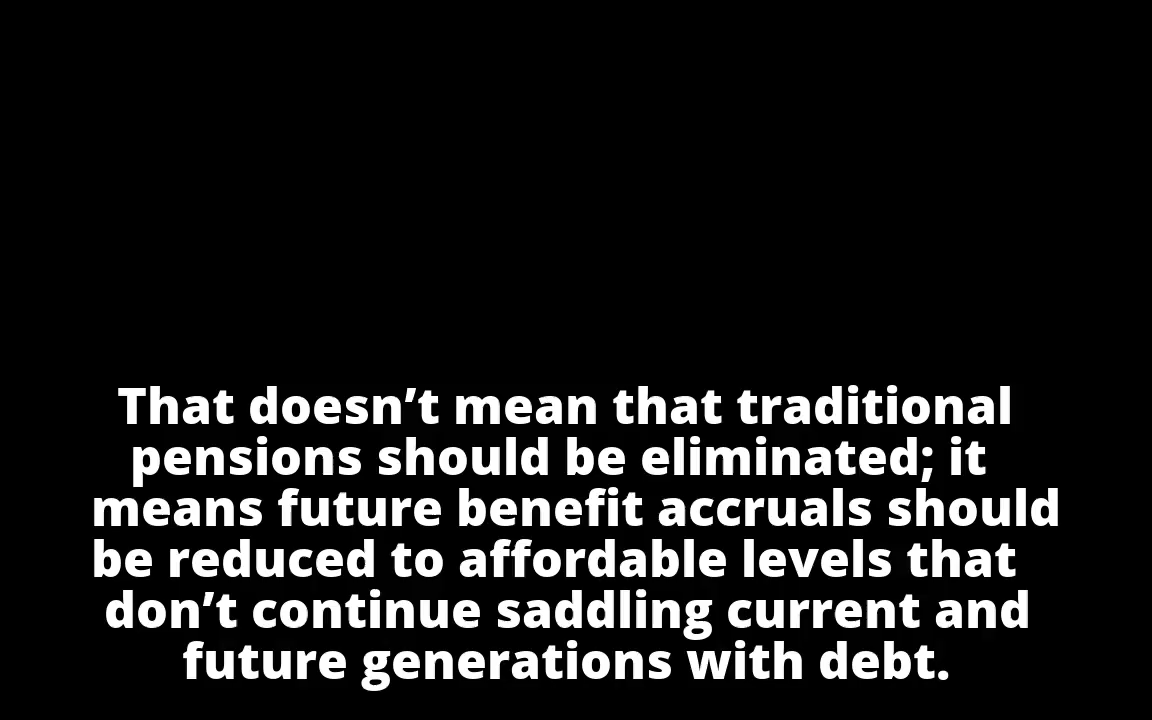 That doesn’t mean that traditional
pensions should be eliminated; it
means future benefit accruals should
be reduced to affordable levels that
don’t continue saddling current and
future generations with debt.